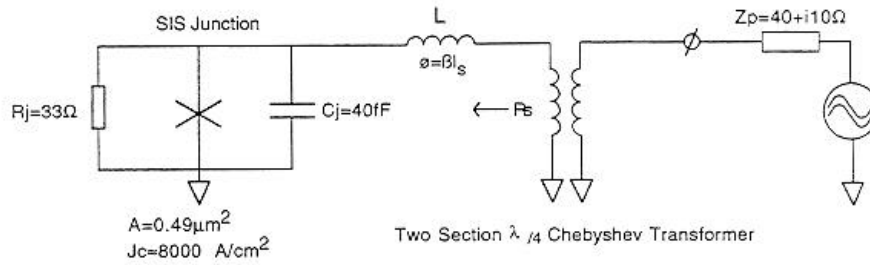 SIS Junction
L
Zp=40+i10Ω
ø=βl_s
Rj=33Ω
Cj=40fF
Rs
A=0.49μm²
Jc=8000 A/cm²
Two Section λ/4 Chebyshev Transformer